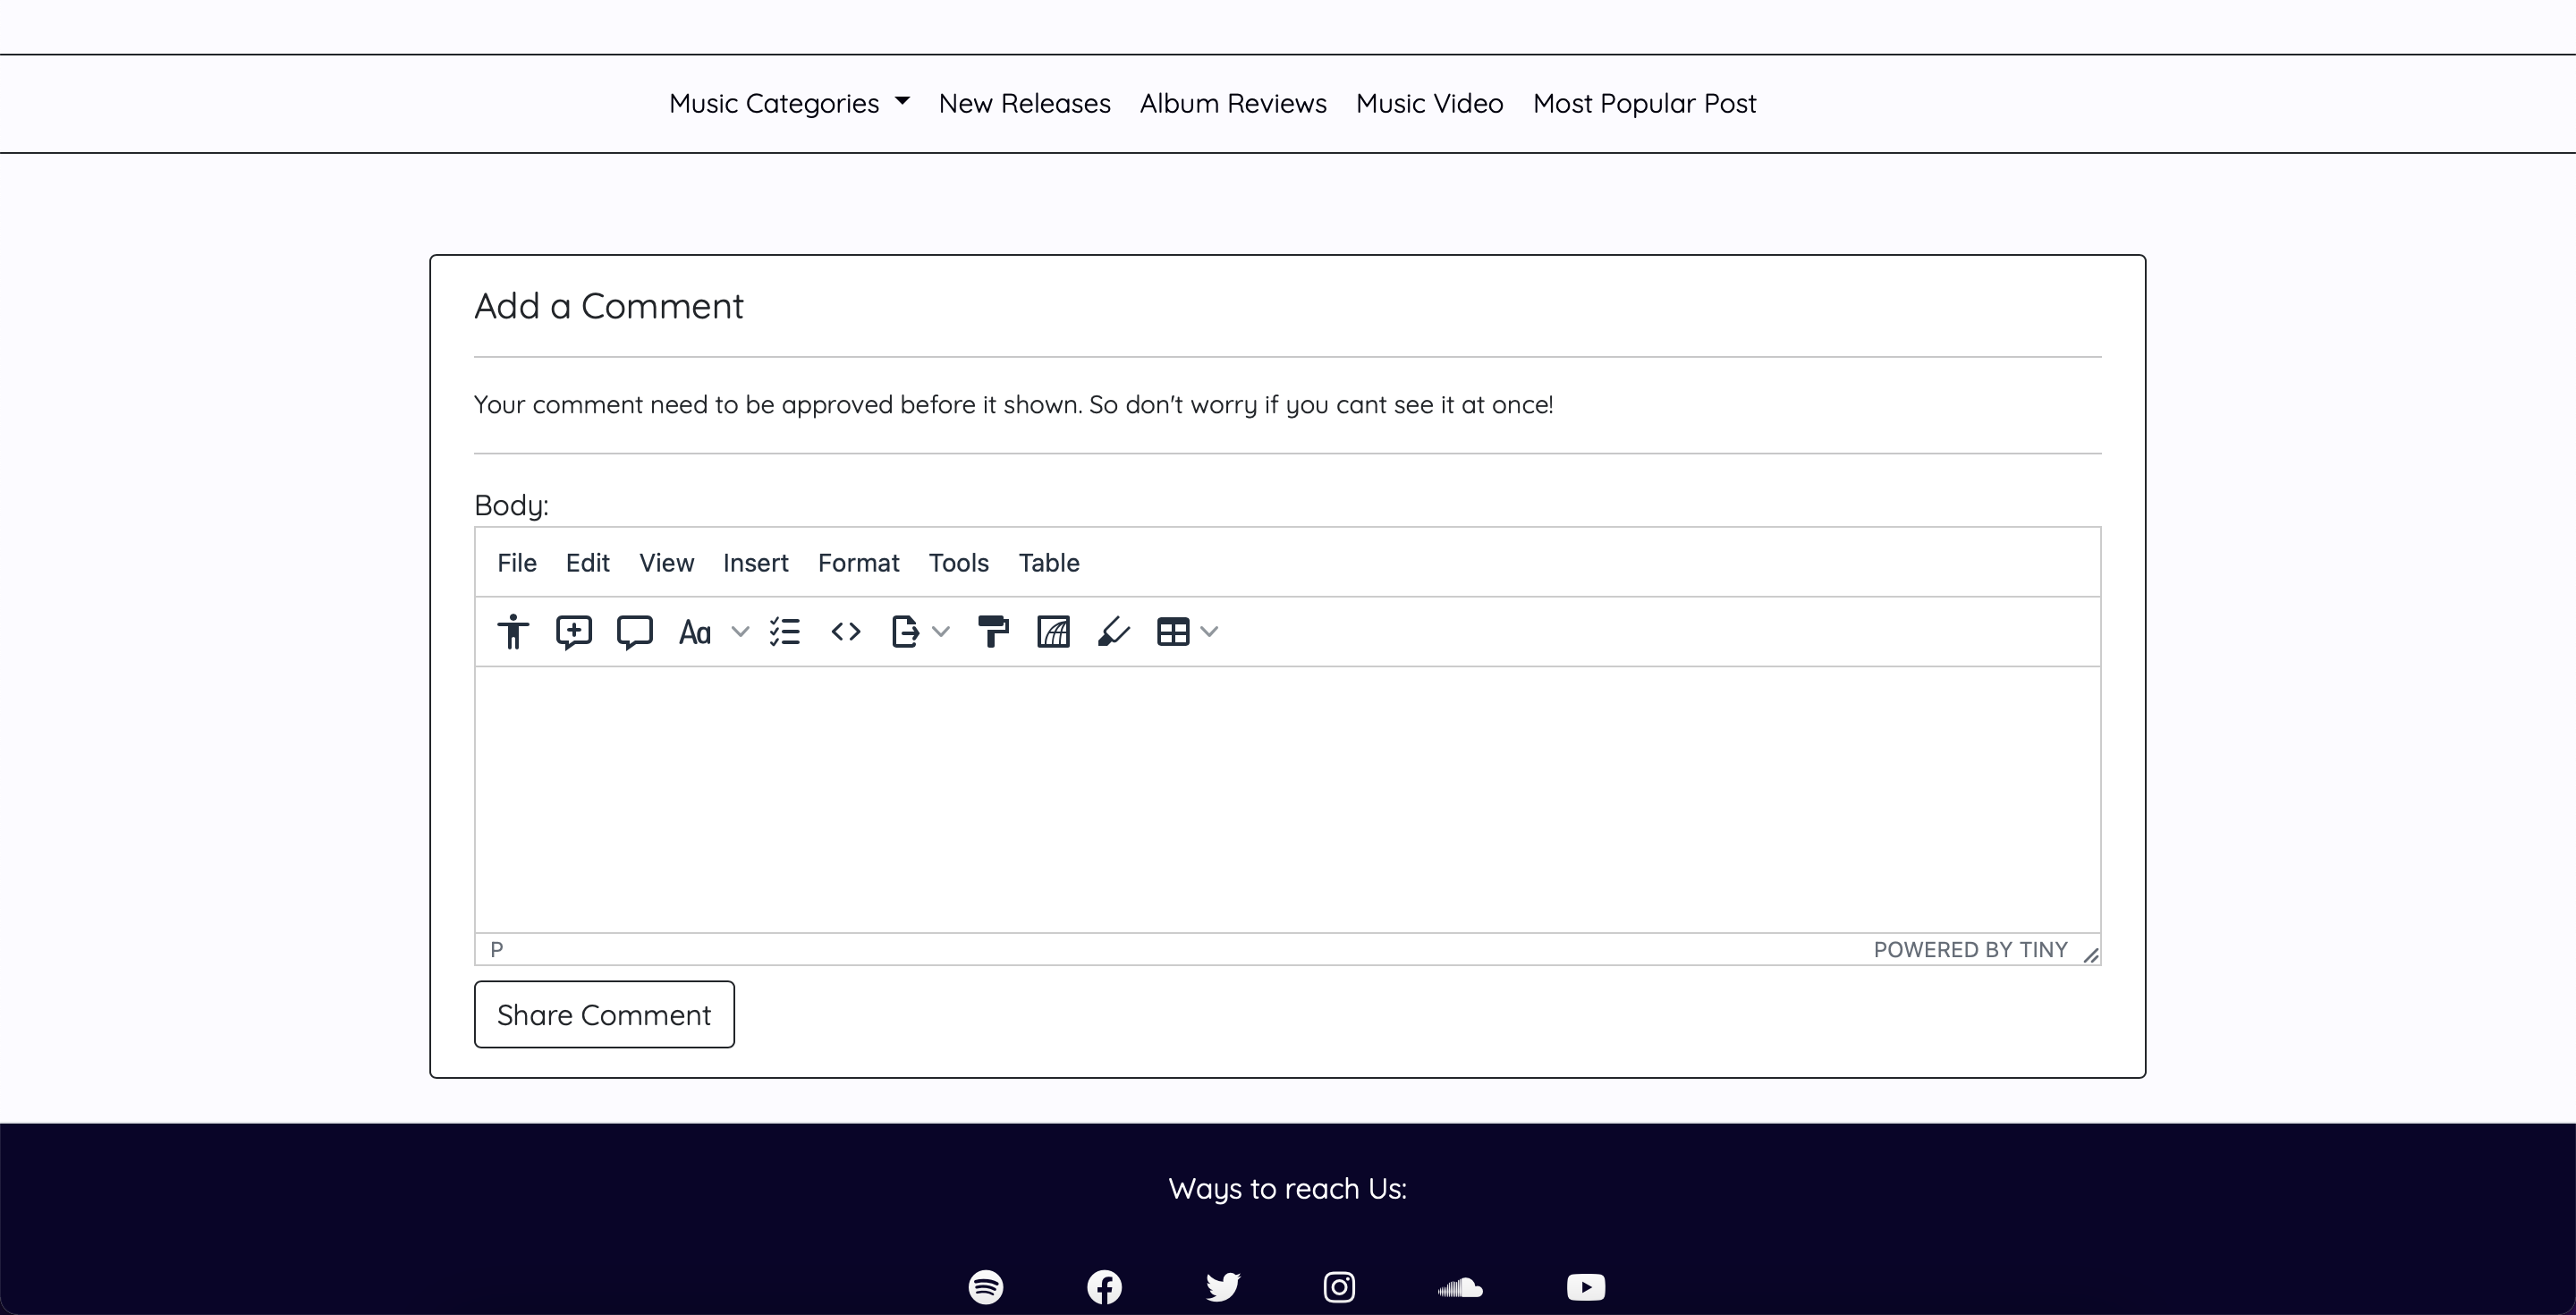 Music Categories New Releases Album Reviews Music Video Most Popular Post
Add a Comment
Your comment need to be approved before it shown. So don't worry if you cant see it at once!
Body:
File Edit View Insert Format Tools Table
Aa
P POWERED BY TINY
Share Comment
Ways to reach Us: